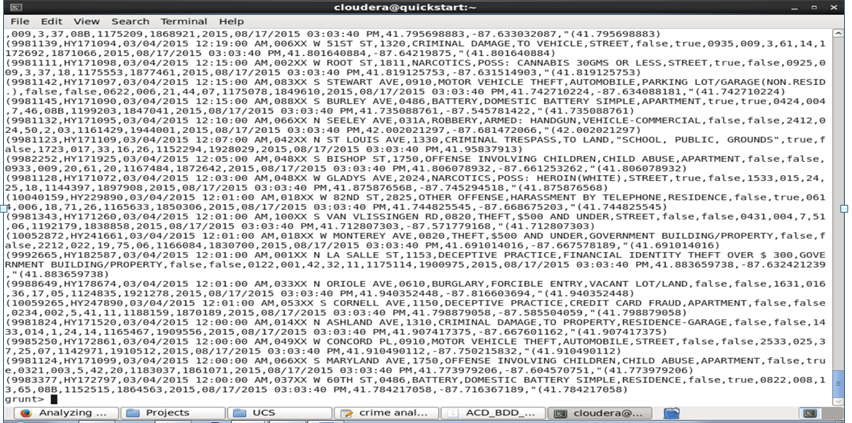 cloudera@quickstart:~
File Edit View Search Terminal Help
,009,3,37,08B,1175209,1868921,2015,08/17/2015 03:03:40 PM,41.795698883,-87.633032087,"(41.795698883)
(9981139,HY171094,03/04/2015 12:19:00 AM,006XX W 51ST ST,1320,CRIMINAL DAMAGE,TO VEHICLE,STREET,false,true,0935,009,3,61,14,1
172692,1871066,2015,08/17/2015 03:03:40 PM,41.801640884,-87.64219875,"(41.801640884)
(9981111,HY171098,03/04/2015 12:15:00 AM,002XX W ROOT ST,1811,NARCOTICS,POSS: CANNABIS 30GMS OR LESS,STREET,true,false,0925,0
09,3,37,18,1175553,1877461,2015,08/17/2015 03:03:40 PM,41.819125753,-87.631514903,"(41.819125753)
(9981142,HY171097,03/04/2015 12:15:00 AM,083XX S STEWART AVE,0910,MOTOR VEHICLE THEFT,AUTOMOBILE,PARKING LOT/GARAGE(NON.RESID
.),false,false,0622,006,21,44,07,1175078,1849610,2015,08/17/2015 03:03:40 PM,41.742710224,-87.634088181,"(41.742710224)
(9981145,HY171090,03/04/2015 12:15:00 AM,088XX S BURLEY AVE,0486,BATTERY,DOMESTIC BATTERY SIMPLE,APARTMENT,true,true,0424,004
,7,46,08B,1199203,1847041,2015,08/17/2015 03:03:40 PM,41.735088761,-87.545781422,"(41.735088761)
(9981132,HY171095,03/04/2015 12:10:00 AM,066XX N SEELEY AVE,031A,ROBBERY,ARMED: HANDGUN,VEHICLE-COMMERCIAL,false,false,2412,0
24,50,2,03,1161429,1944001,2015,08/17/2015 03:03:40 PM,42.002021297,-87.681472066,"(42.002021297)
(9981123,HY171109,03/04/2015 12:07:00 AM,042XX N ST LOUIS AVE,1330,CRIMINAL TRESPASS,TO LAND,"SCHOOL, PUBLIC, GROUNDS",true,f
alse,1723,017,33,16,26,1152294,1928029,2015,08/17/2015 03:03:40 PM,41.95837913)
(9982252,HY171925,03/04/2015 12:05:00 AM,048XX S BISHOP ST,1750,OFFENSE INVOLVING CHILDREN,CHILD ABUSE,APARTMENT,false,false,
0933,009,20,61,20,1167484,1872642,2015,08/17/2015 03:03:40 PM,41.806078932,-87.661253262,"(41.806078932)
(9981128,HY171072,03/04/2015 12:03:00 AM,048XX W GLADYS AVE,2024,NARCOTICS,POSS: HEROIN(WHITE),STREET,true,false,1533,015,24,
25,18,1144397,1897908,2015,08/17/2015 03:03:40 PM,41.875876568,-87.745294518,"(41.875876568)
(10040159,HY229890,03/04/2015 12:01:00 AM,018XX W 82ND ST,2825,OTHER OFFENSE,HARASSMENT BY TELEPHONE,RESIDENCE,false,true,061
4,006,18,71,26,1165633,1850306,2015,08/17/2015 03:03:40 PM,41.744825545,-87.668675203,"(41.744825545)
(9981343,HY171260,03/04/2015 12:01:00 AM,100XX S VAN VLISSINGEN RD,0820,THEFT,$500 AND UNDER,STREET,false,false,0431,004,7,51
,06,1192179,1838858,2015,08/17/2015 03:03:40 PM,41.712807303,-87.571779168,"(41.712807303)
(10052872,HY241661,03/04/2015 12:01:00 AM,018XX W MONTEREY AVE,0820,THEFT,$500 AND UNDER,GOVERNMENT BUILDING/PROPERTY,false,f
alse,2212,022,19,75,06,1166084,1830700,2015,08/17/2015 03:03:40 PM,41.691014016,-87.667578189,"(41.691014016)
(9992665,HY182587,03/04/2015 12:01:00 AM,001XX N LA SALLE ST,1153,DECEPTIVE PRACTICE,FINANCIAL IDENTITY THEFT OVER $ 300,GOVE
RNMENT BUILDING/PROPERTY,false,false,0122,001,42,32,11,1175114,1900975,2015,08/17/2015 03:03:40 PM,41.883659738,-87.632421239
,"(41.883659738)
(9988649,HY178674,03/04/2015 12:01:00 AM,033XX N ORIOLE AVE,0610,BURGLARY,FORCIBLE ENTRY,VACANT LOT/LAND,false,false,1631,016
,36,17,05,1124835,1921278,2015,08/17/2015 03:03:40 PM,41.940352448,-87.816603694,"(41.940352448)
(10059265,HY247890,03/04/2015 12:01:00 AM,053XX S CORNELL AVE,1150,DECEPTIVE PRACTICE,CREDIT CARD FRAUD,APARTMENT,false,false
,0234,002,5,41,11,1188159,1870189,2015,08/17/2015 03:03:40 PM,41.798879058,-87.585504059,"(41.798879058)
(9981824,HY171520,03/04/2015 12:01:00 AM,014XX N ASHLAND AVE,1310,CRIMINAL DAMAGE,TO PROPERTY,RESIDENCE-GARAGE,false,false,14
33,014,1,24,14,1165467,1909556,2015,08/17/2015 03:03:40 PM,41.907417375,-87.667601162,"(41.907417375)
(9985250,HY172861,03/04/2015 12:01:00 AM,049XX W CONCORD PL,0910,MOTOR VEHICLE THEFT,AUTOMOBILE,STREET,false,false,2533,025,3
7,25,07,1142971,1910512,2015,08/17/2015 03:03:40 PM,41.910490112,-87.750215832,"(41.910490112)
(9981124,HY171099,03/04/2015 12:00:00 AM,066XX S MARYLAND AVE,1750,OFFENSE INVOLVING CHILDREN,CHILD ABUSE,APARTMENT,false,tru
e,0321,003,5,42,20,1183037,1861071,2015,08/17/2015 03:03:40 PM,41.773979206,-87.604570751,"(41.773979206)
(9983377,HY172797,03/04/2015 12:00:00 AM,037XX W 60TH ST,0486,BATTERY,DOMESTIC BATTERY SIMPLE,RESIDENCE,false,true,0822,008,1
3,65,08B,1152515,1864563,2015,08/17/2015 03:03:40 PM,41.784217058,-87.716367189,"(41.784217058)
grunt>
Analyzing ... Projects UCS crime anal... ACD_BDD_... cloudera@...